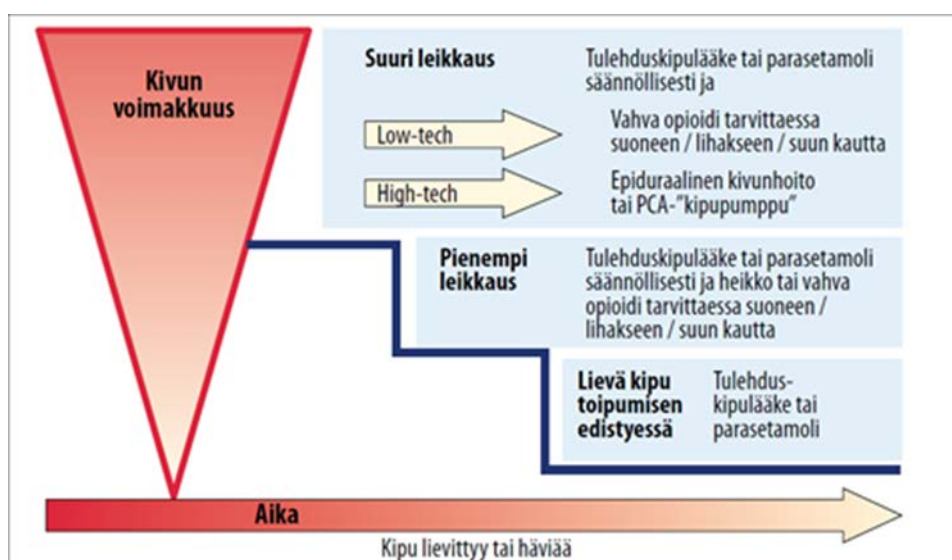 Kivun
voimakkuus
Suuri leikkaus
Tulehduskipulääke tai parasetamoli
säännöllisesti ja
Low-tech
Vahva opioidi tarvittaessa
suoneen / lihakseen / suun kautta
High-tech
Epiduraalinen kivunhoito
tai PCA-”kipupumppu”
Pienempi
leikkaus
Tulehduskipulääke tai parasetamoli
säännöllisesti ja heikko tai vahva
opioidi tarvittaessa suoneen /
lihakseen / suun kautta
Lievä kipu
toipumisen
edistyessä
Tulehdus-
kipulääke tai
parasetamoli
Aika
Kipu lievittyy tai häviää